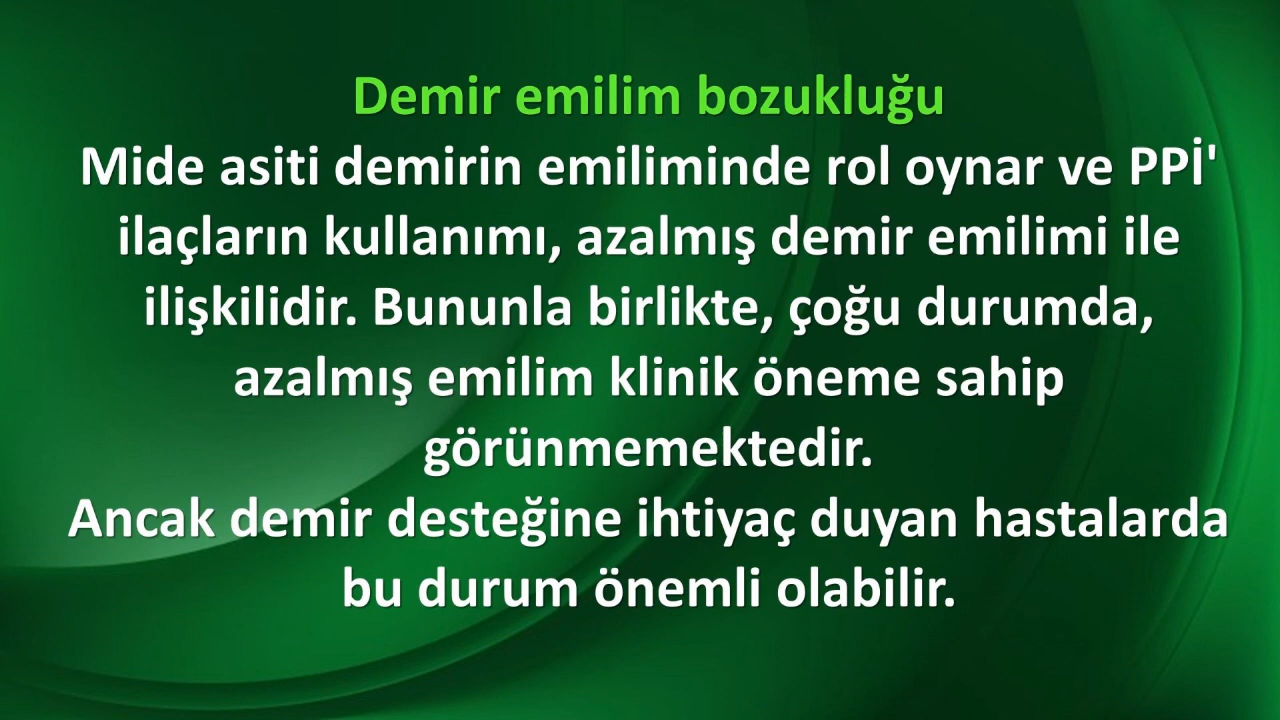 Demir emilim bozukluğu
Mide asiti demirin emiliminde rol oynar ve PPİ'
ilaçların kullanımı, azalmış demir emilimi ile
ilişkilidir. Bununla birlikte, çoğu durumda,
azalmış emilim klinik öneme sahip
görünmemektedir.
Ancak demir desteğine ihtiyaç duyan hastalarda
bu durum önemli olabilir.